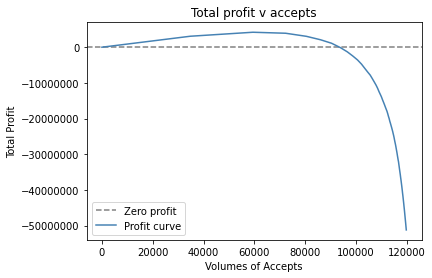 Total profit v accepts
Total Profit
0
−10000000
−20000000
−30000000
−40000000
−50000000
Zero profit
Profit curve
0 20000 40000 60000 80000 100000 120000
Volumes of Accepts